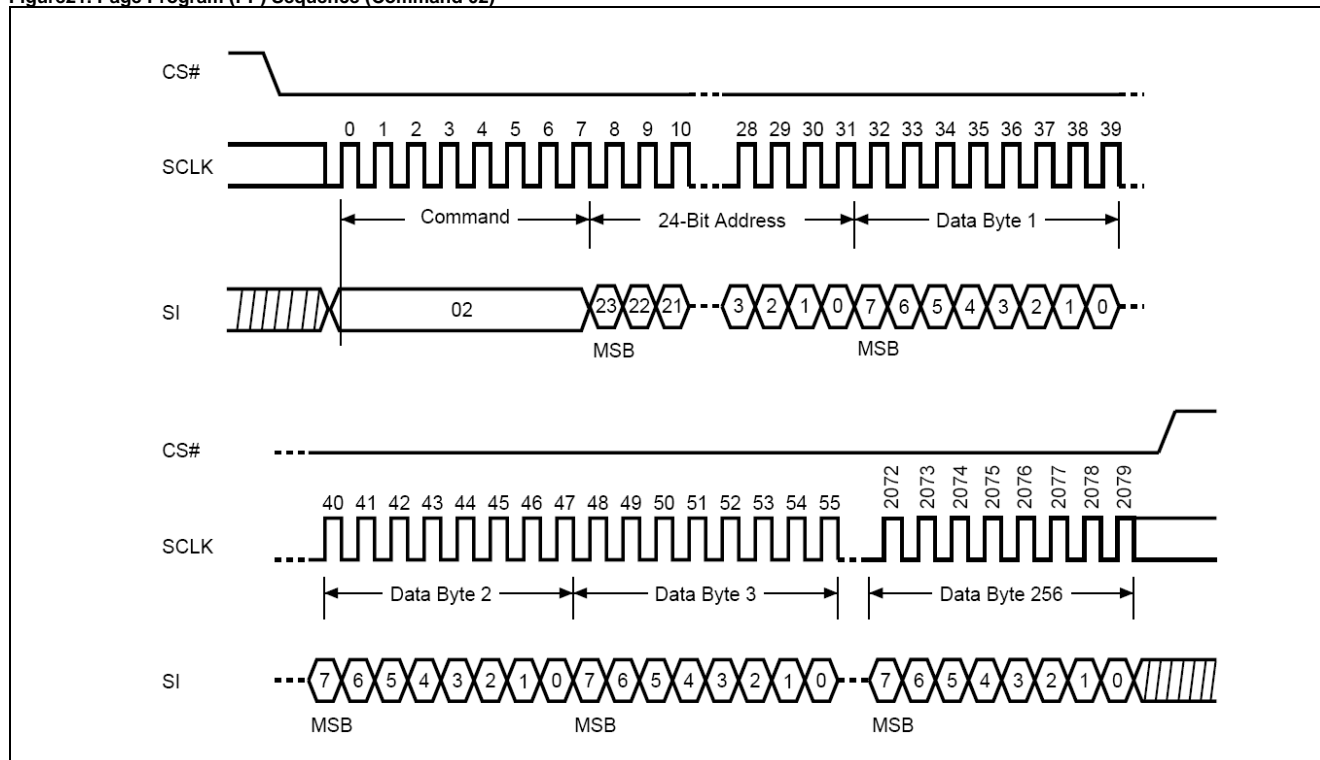 Figure21. Page Program (PP) Sequence (Command 02)
CS#
0 1 2 3 4 5 6 7 8 9 10 28 29 30 31 32 33 34 35 36 37 38 39
SCLK
Command 24-Bit Address Data Byte 1
SI 02 23 22 21 3 2 1 0 7 6 5 4 3 2 1 0
MSB MSB
CS#
40 41 42 43 44 45 46 47 48 49 50 51 52 53 54 55 2072 2073 2074 2075 2076 2077 2078 2079
SCLK
Data Byte 2 Data Byte 3 Data Byte 256
SI 7 6 5 4 3 2 1 0 7 6 5 4 3 2 1 0 7 6 5 4 3 2 1 0
MSB MSB MSB